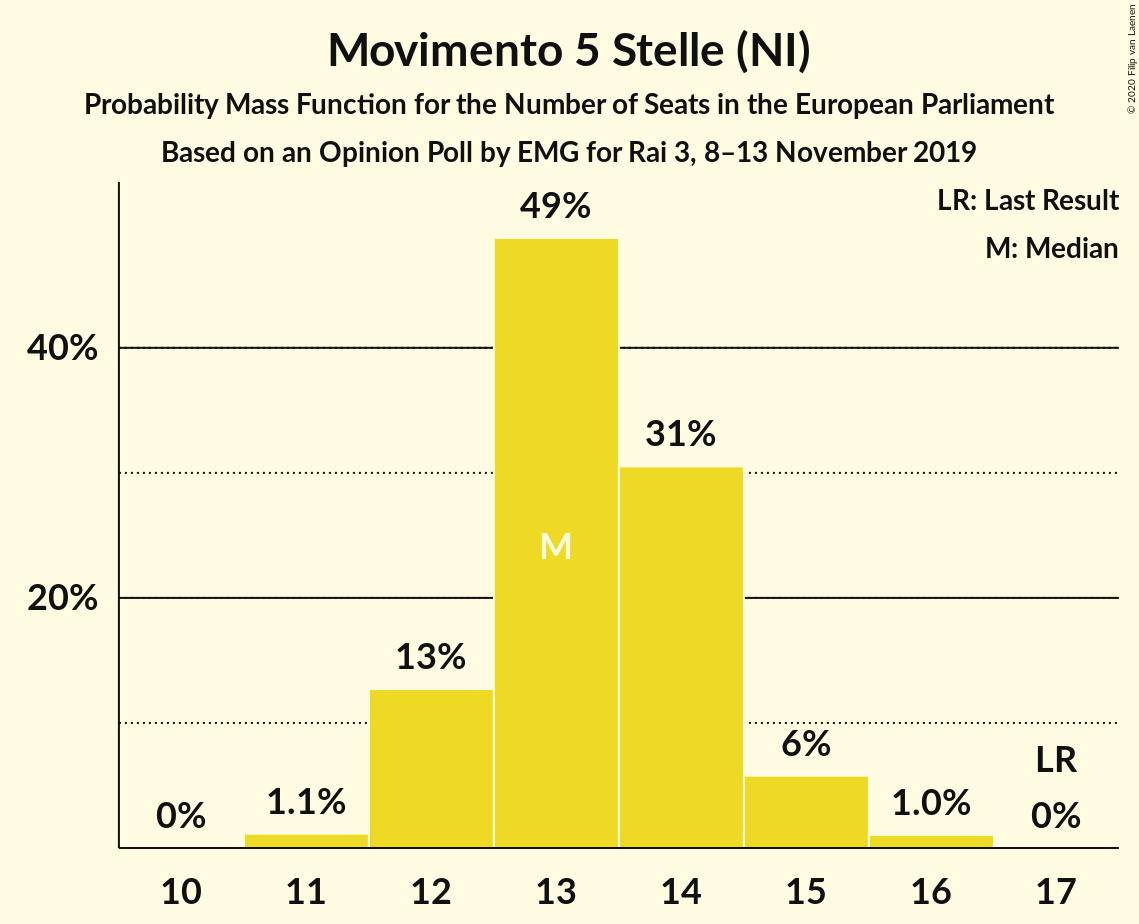 Movimento 5 Stelle (NI)
Probability Mass Function for the Number of Seats in the European Parliament
Based on an Opinion Poll by EMG for Rai 3, 8–13 November 2019
© 2020 Filip van Laenen
LR: Last Result
M: Median
40%
20%
0%
1.1%
13%
49%
M
31%
6%
1.0%
LR
0%
10
11
12
13
14
15
16
17